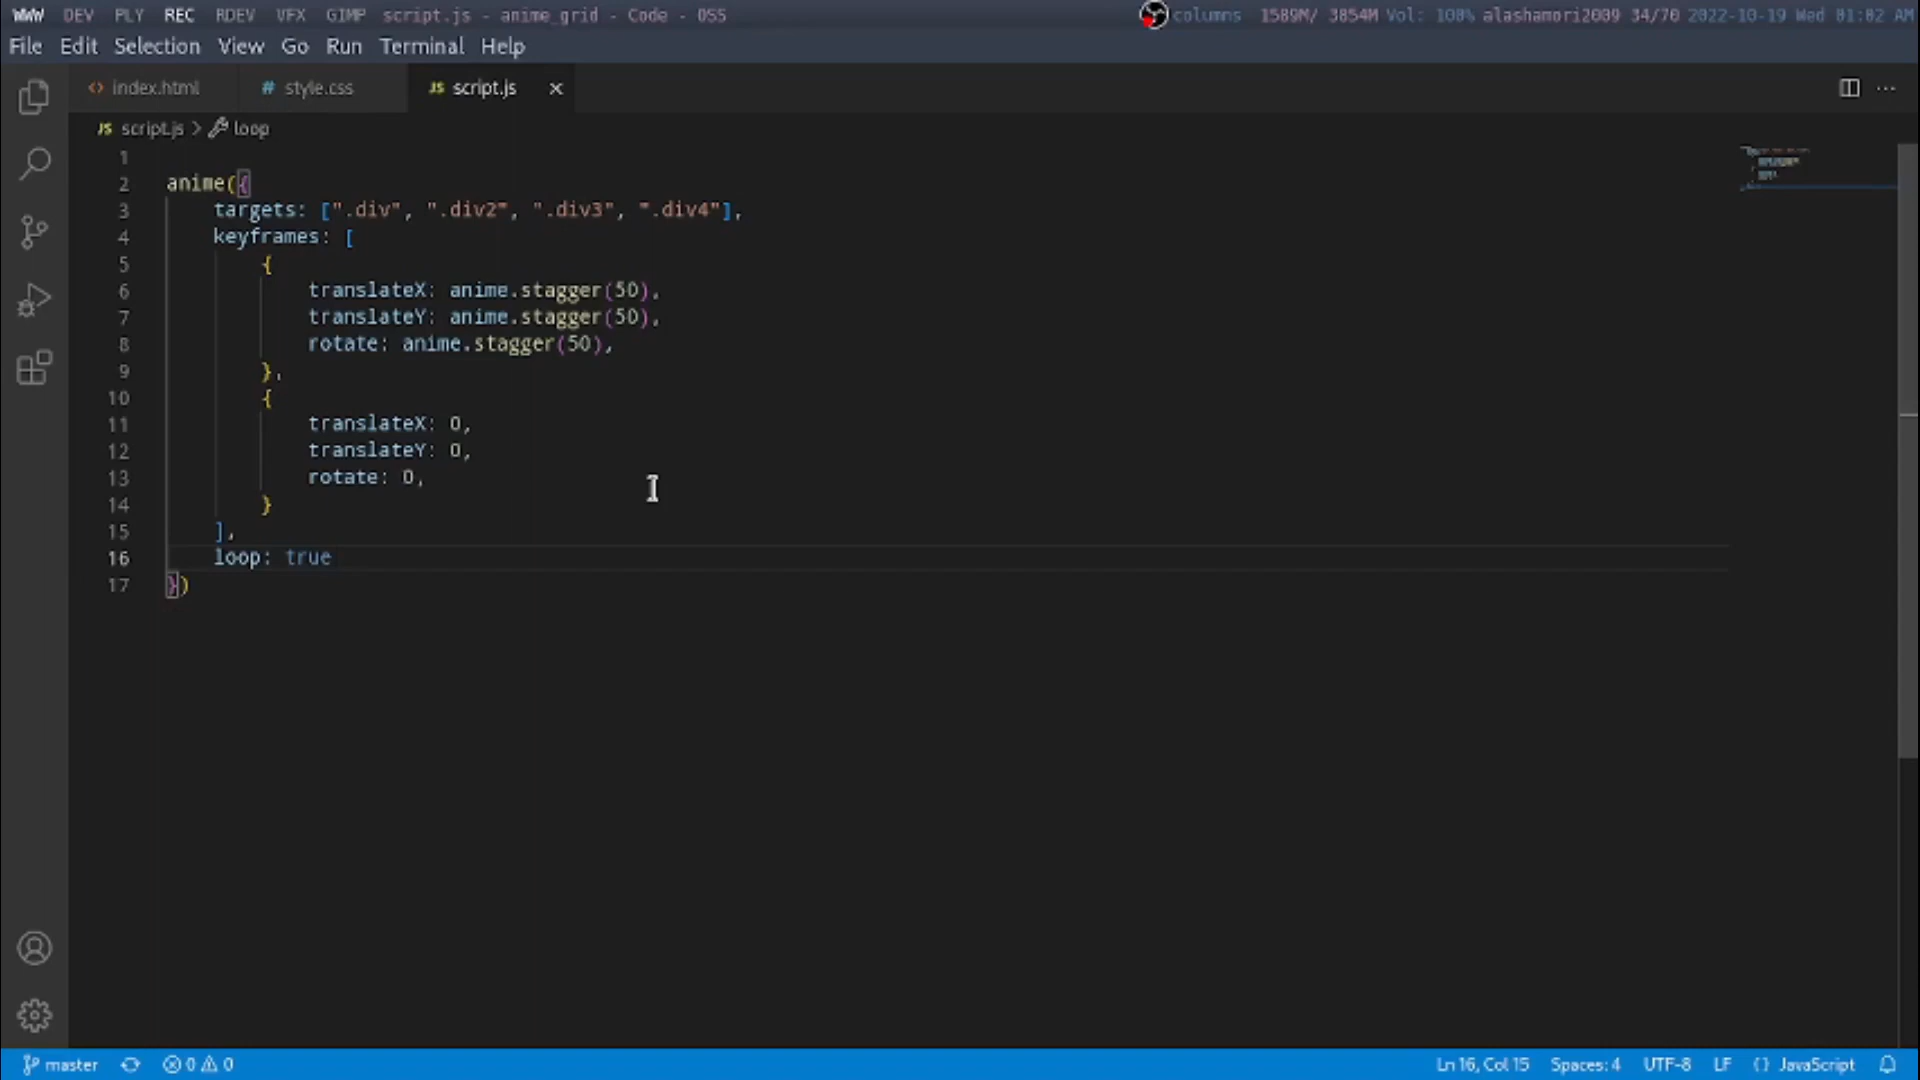 WWW DEV PLY REC RDEV VFX GIMP script.js - anime_grid - Code - OSS columns 1589M/ 3854M Vol: 100% alashamori2009 34/70 2022-10-19 Wed 01:02 AM
File Edit Selection View Go Run Terminal Help
<> index.html # style.css JS script.js ×
JS script.js > loop
1
2 anime({
3 targets: [".div", ".div2", ".div3", ".div4"],
4 keyframes: [
5 {
6 translateX: anime.stagger(50),
7 translateY: anime.stagger(50),
8 rotate: anime.stagger(50),
9 },
10 {
11 translateX: 0,
12 translateY: 0,
13 rotate: 0,
14 }
15 ],
16 loop: true
17 })
master 0 0 Ln 16, Col 15 Spaces: 4 UTF-8 LF {} JavaScript